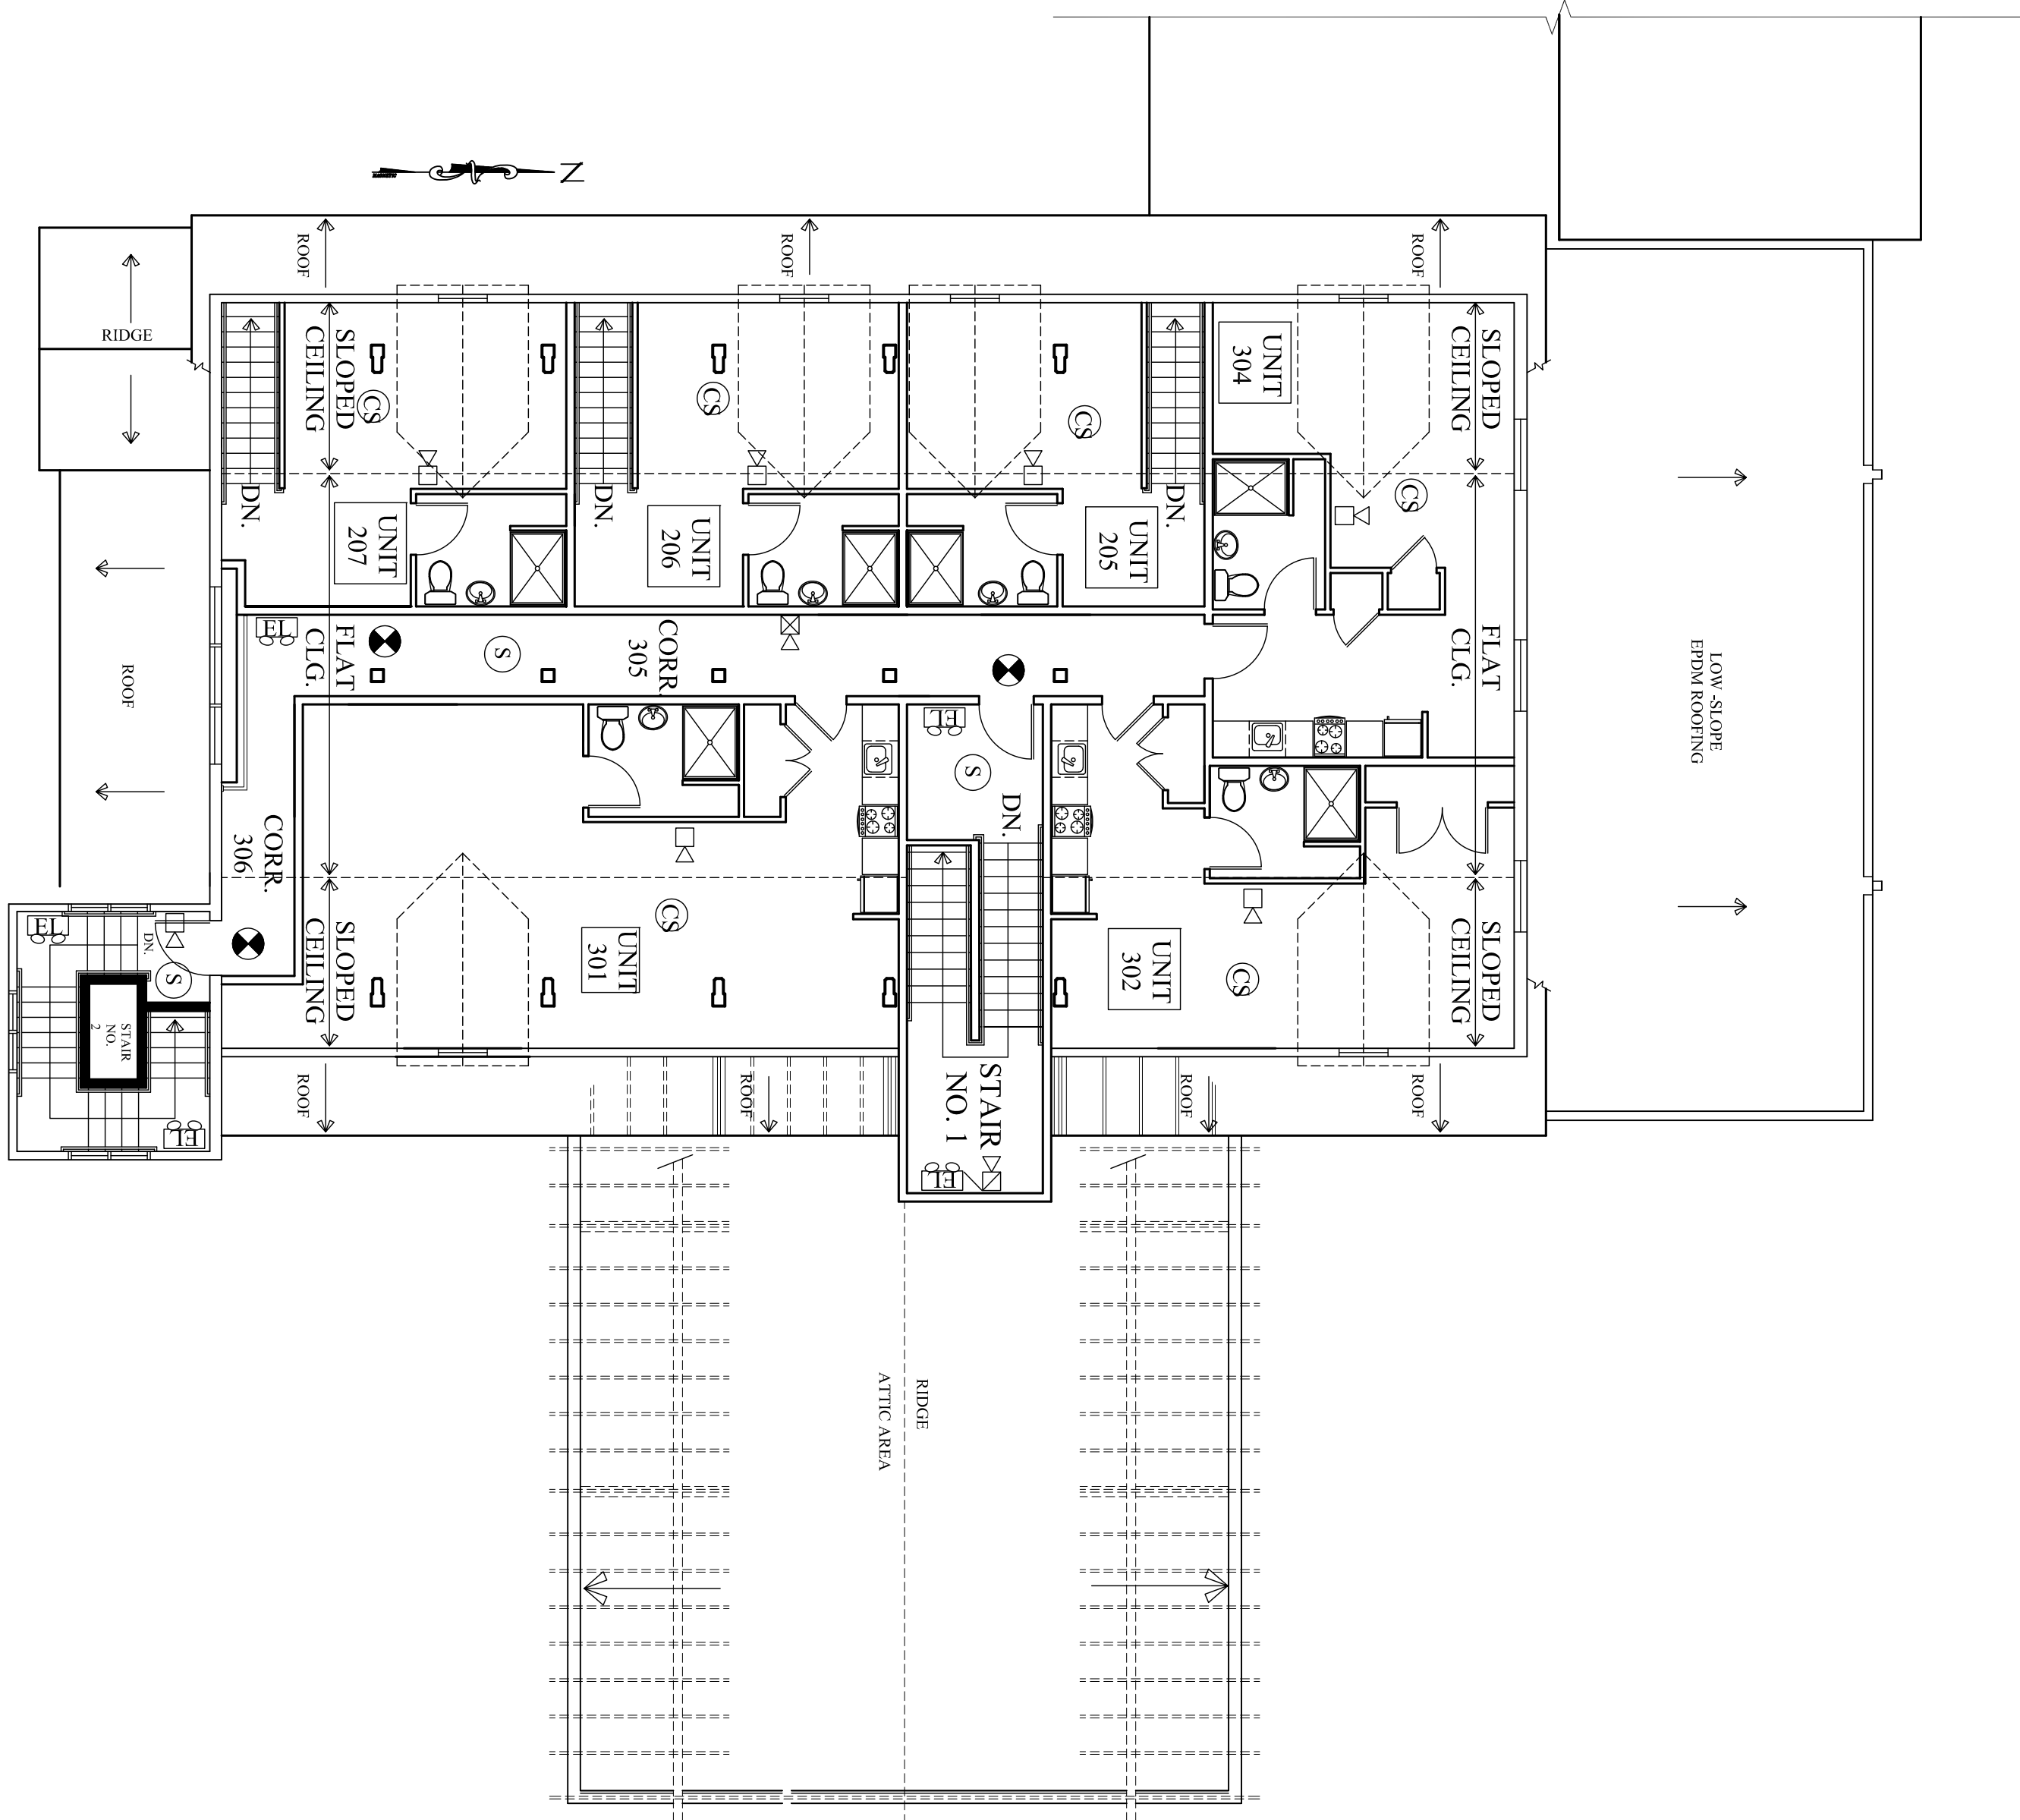 N
ROOF
ROOF
ROOF
RIDGE
SLOPED
CEILING
CS
CS
CS
UNIT
304
SLOPED
CEILING
CS
DN.
UNIT
207
DN.
UNIT
206
UNIT
205
DN.
ROOF
EL
FLAT
CLG.
S
CORR.
305
FLAT
CLG.
LOW -SLOPE
EPDM ROOFING
EL
S
DN.
CORR.
306
SLOPED
CEILING
CS
UNIT
301
UNIT
302
CS
SLOPED
CEILING
EL
DN.
S
STAIR
NO.
2
EL
ROOF
ROOF
STAIR
NO. 1
EL
ROOF
ROOF
RIDGE
ATTIC AREA